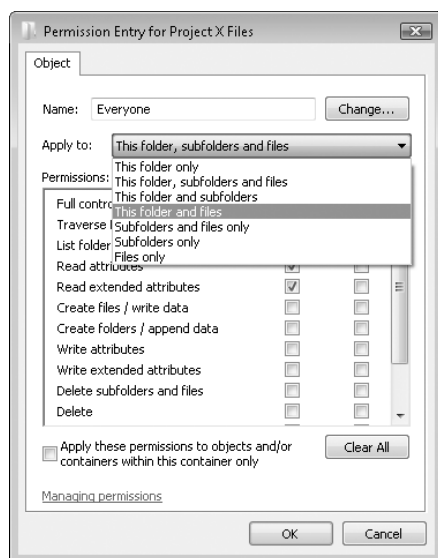 Permission Entry for Project X Files
Object
Name: Everyone Change...
Apply to: This folder, subfolders and files
This folder only
This folder, subfolders and files
Permissions: This folder and subfolders
This folder and files
Full contro
Subfolders and files only
Traverse
Subfolders only
List folder
Files only
Read attributes
Read extended attributes
Create files / write data
Create folders / append data
Write attributes
Write extended attributes
Delete subfolders and files
Delete
Apply these permissions to objects and/or
containers within this container only
Clear All
Managing permissions
OK Cancel